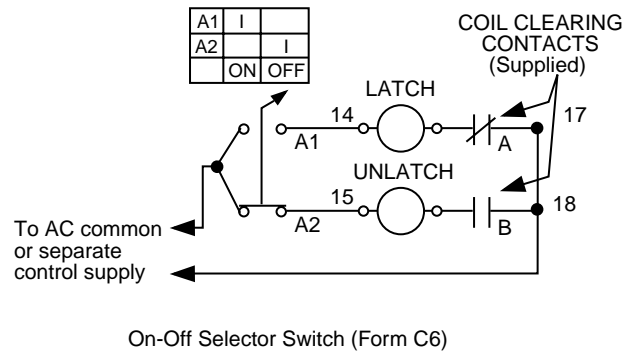 A1 I
A2 I
ON OFF
COIL CLEARING
CONTACTS
(Supplied)
LATCH
14
17
A1
A
UNLATCH
15
18
A2
B
To AC common
or separate
control supply
On-Off Selector Switch (Form C6)